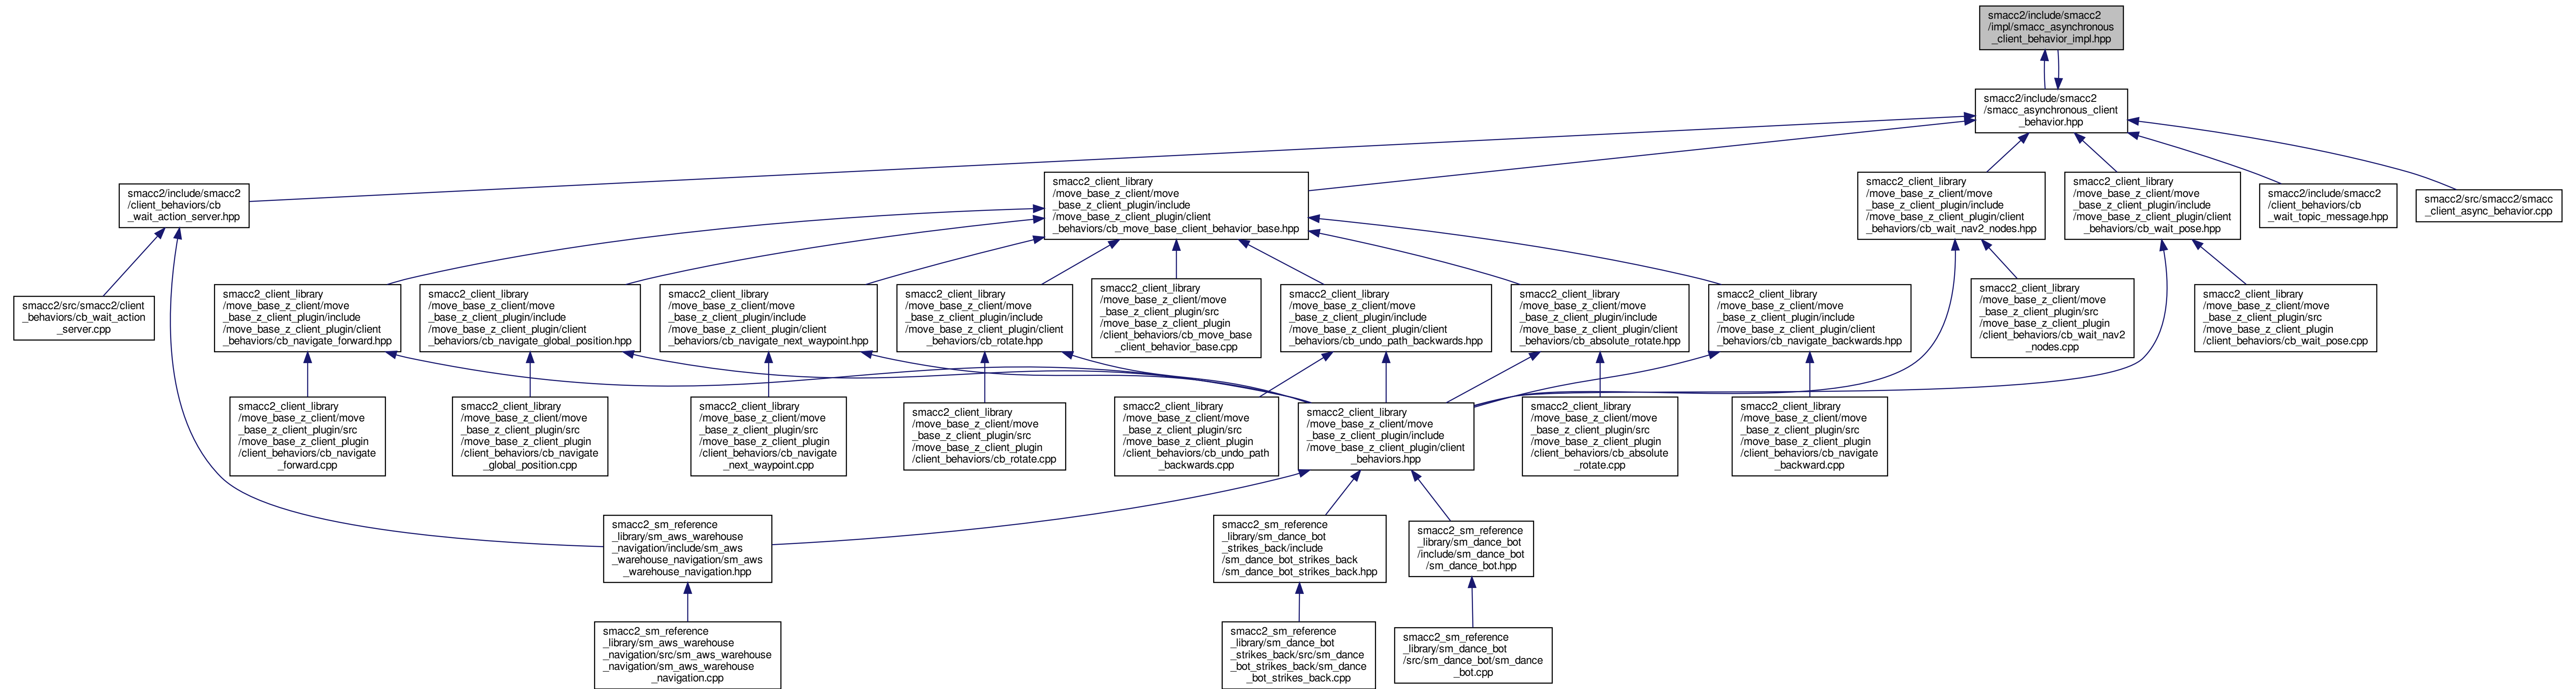 smacc2/include/smacc2
/impl/smacc_asynchronous
_client_behavior_impl.hpp
smacc2/include/smacc2
/smacc_asynchronous_client
_behavior.hpp
smacc2/include/smacc2
/client_behaviors/cb
_wait_action_server.hpp
smacc2_client_library
/move_base_z_client/move
_base_z_client_plugin/include
/move_base_z_client_plugin/client
_behaviors/cb_move_base_client_behavior_base.hpp
smacc2_client_library
/move_base_z_client/move
_base_z_client_plugin/include
/move_base_z_client_plugin/client
_behaviors/cb_wait_nav2_nodes.hpp
smacc2_client_library
/move_base_z_client/move
_base_z_client_plugin/include
/move_base_z_client_plugin/client
_behaviors/cb_wait_pose.hpp
smacc2/include/smacc2
/client_behaviors/cb
_wait_topic_message.hpp
smacc2/src/smacc2/smacc
_client_async_behavior.cpp
smacc2/src/smacc2/client
_behaviors/cb_wait_action
_server.cpp
smacc2_client_library
/move_base_z_client/move
_base_z_client_plugin/include
/move_base_z_client_plugin/client
_behaviors/cb_navigate_forward.hpp
smacc2_client_library
/move_base_z_client/move
_base_z_client_plugin/include
/move_base_z_client_plugin/client
_behaviors/cb_navigate_global_position.hpp
smacc2_client_library
/move_base_z_client/move
_base_z_client_plugin/include
/move_base_z_client_plugin/client
_behaviors/cb_navigate_next_waypoint.hpp
smacc2_client_library
/move_base_z_client/move
_base_z_client_plugin/include
/move_base_z_client_plugin/client
_behaviors/cb_rotate.hpp
smacc2_client_library
/move_base_z_client/move
_base_z_client_plugin/src
/move_base_z_client_plugin
/client_behaviors/cb_move_base
_client_behavior_base.cpp
smacc2_client_library
/move_base_z_client/move
_base_z_client_plugin/include
/move_base_z_client_plugin/client
_behaviors/cb_undo_path_backwards.hpp
smacc2_client_library
/move_base_z_client/move
_base_z_client_plugin/include
/move_base_z_client_plugin/client
_behaviors/cb_absolute_rotate.hpp
smacc2_client_library
/move_base_z_client/move
_base_z_client_plugin/include
/move_base_z_client_plugin/client
_behaviors/cb_navigate_backwards.hpp
smacc2_client_library
/move_base_z_client/move
_base_z_client_plugin/src
/move_base_z_client_plugin
/client_behaviors/cb_wait_nav2
_nodes.cpp
smacc2_client_library
/move_base_z_client/move
_base_z_client_plugin/src
/move_base_z_client_plugin
/client_behaviors/cb_wait_pose.cpp
smacc2_client_library
/move_base_z_client/move
_base_z_client_plugin/src
/move_base_z_client_plugin
/client_behaviors/cb_navigate
_forward.cpp
smacc2_client_library
/move_base_z_client/move
_base_z_client_plugin/src
/move_base_z_client_plugin
/client_behaviors/cb_navigate
_global_position.cpp
smacc2_client_library
/move_base_z_client/move
_base_z_client_plugin/src
/move_base_z_client_plugin
/client_behaviors/cb_navigate
_next_waypoint.cpp
smacc2_client_library
/move_base_z_client/move
_base_z_client_plugin/src
/move_base_z_client_plugin
/client_behaviors/cb_rotate.cpp
smacc2_client_library
/move_base_z_client/move
_base_z_client_plugin/src
/move_base_z_client_plugin
/client_behaviors/cb_undo_path
_backwards.cpp
smacc2_client_library
/move_base_z_client/move
_base_z_client_plugin/include
/move_base_z_client_plugin/client
_behaviors.hpp
smacc2_client_library
/move_base_z_client/move
_base_z_client_plugin/src
/move_base_z_client_plugin
/client_behaviors/cb_absolute
_rotate.cpp
smacc2_client_library
/move_base_z_client/move
_base_z_client_plugin/src
/move_base_z_client_plugin
/client_behaviors/cb_navigate
_backward.cpp
smacc2_sm_reference
_library/sm_aws_warehouse
_navigation/include/sm_aws
_warehouse_navigation/sm_aws
_warehouse_navigation.hpp
smacc2_sm_reference
_library/sm_dance_bot
_strikes_back/include
/sm_dance_bot_strikes_back
/sm_dance_bot_strikes_back.hpp
smacc2_sm_reference
_library/sm_dance_bot
/include/sm_dance_bot
/sm_dance_bot.hpp
smacc2_sm_reference
_library/sm_aws_warehouse
_navigation/src/sm_aws_warehouse
_navigation/sm_aws_warehouse
_navigation.cpp
smacc2_sm_reference
_library/sm_dance_bot
_strikes_back/src/sm_dance
_bot_strikes_back/sm_dance
_bot_strikes_back.cpp
smacc2_sm_reference
_library/sm_dance_bot
/src/sm_dance_bot/sm_dance
_bot.cpp